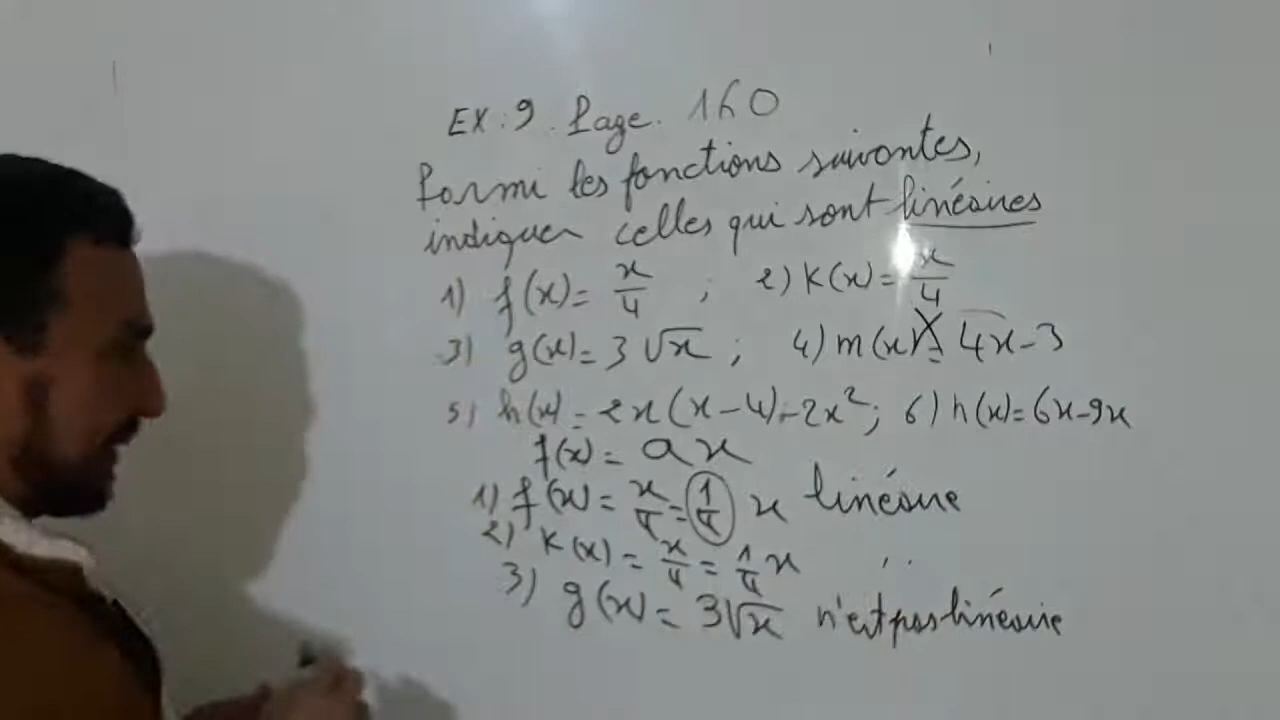 EX: 9. Page. 160
Parmi les fonctions suivantes,
indiquer celles qui sont linéaires
1) f(x)= x/4 ; 2) K(x)= x/4
3) g(x)= 3√x ; 4) m(x)= 4x-3
5) h(x)= 2x(x-4)-2x²; 6) h(x)= 6x-9x
f(x)= ax
1) f(x)= x/4 = 1/4 x linéaire
2) K(x)= x/4 = 1/4 x ''
3) g(x)= 3√x n'est pas linéaire